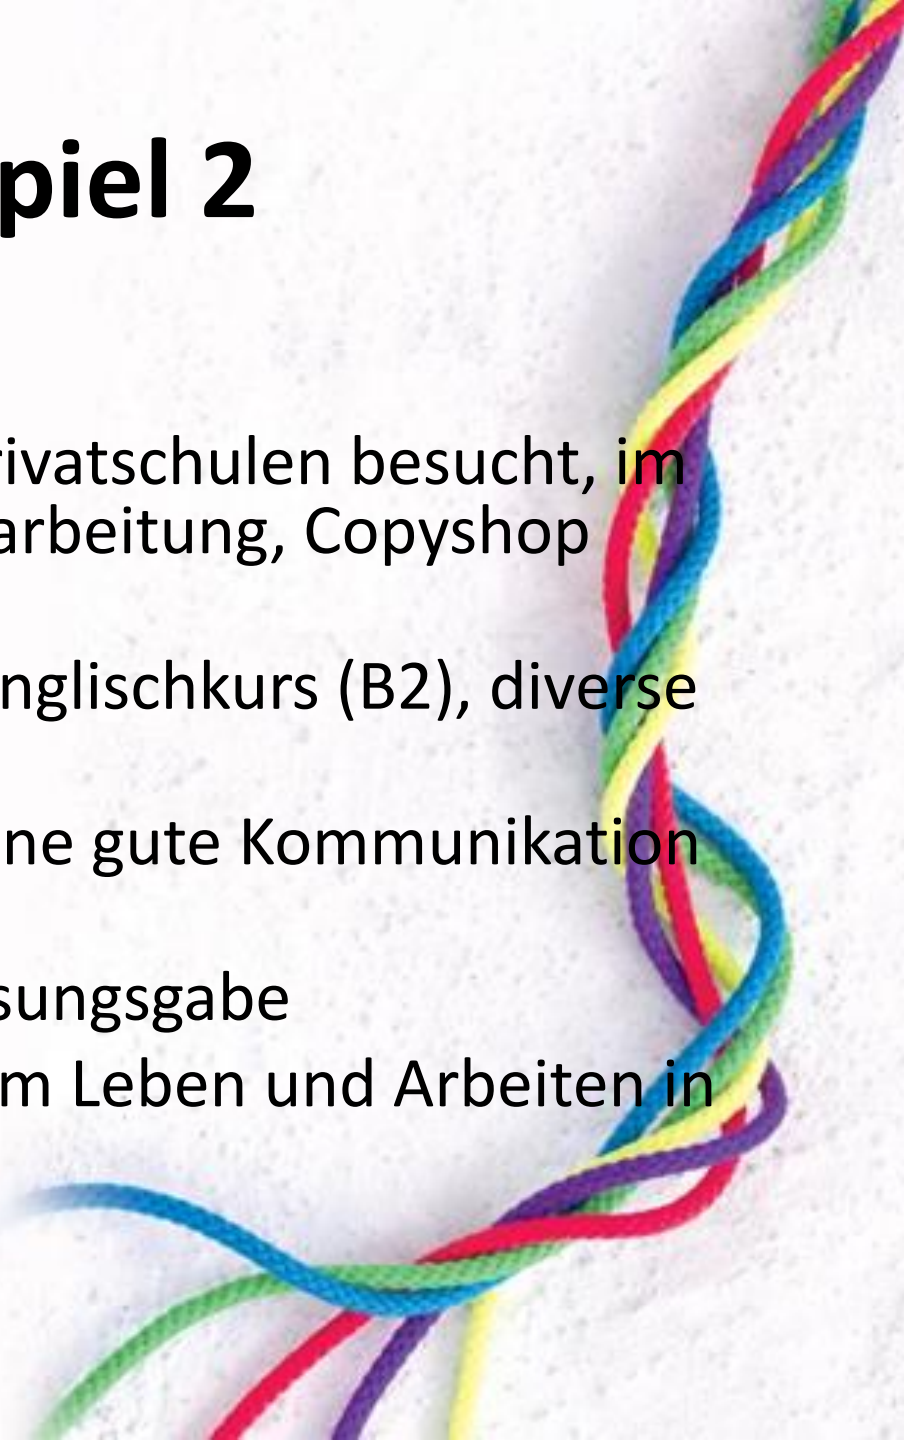 piel 2
rivatschulen besucht, im
arbeitung, Copyshop
nglischkurs (B2), diverse
ne gute Kommunikation
sungsgabe
m Leben und Arbeiten in